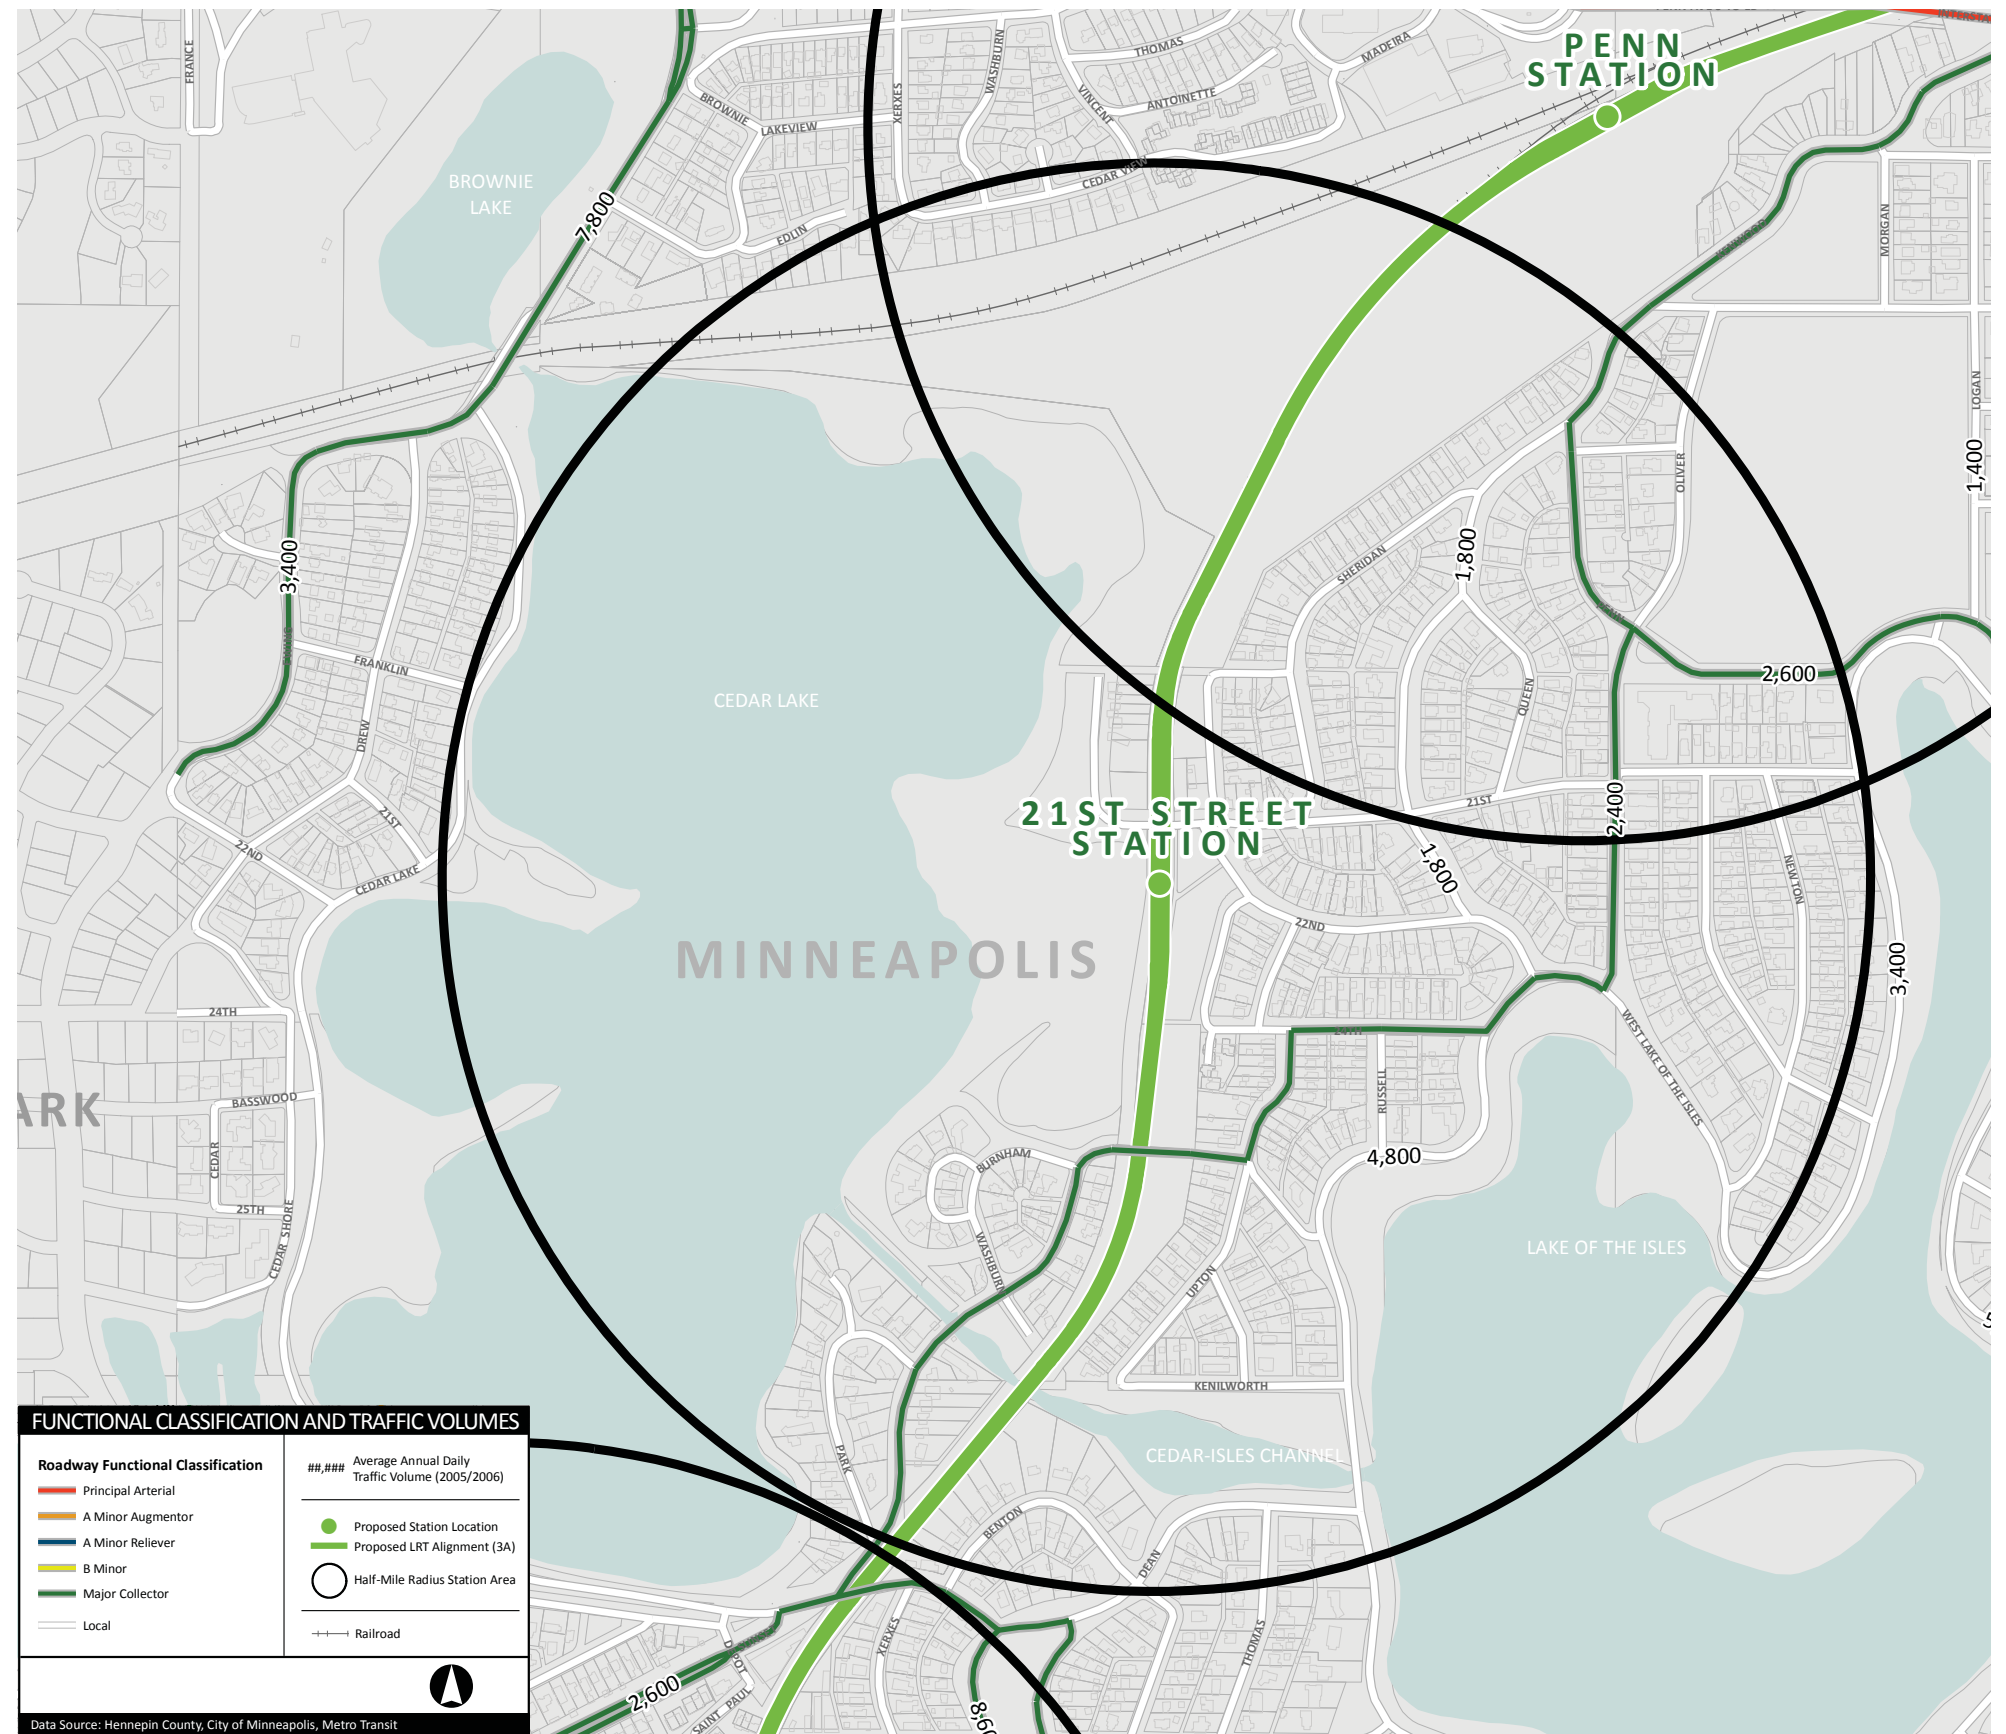 FRANCE
THOMAS
WASHBURN
MADEIRA
PENN
STATION
BROWNIE
XERXES
VINCENT
ANTOINETTE
LAKEVIEW
CEDAR VIEW
BROWNIE
LAKE
7,800
EDLIN
KENWOOD
MORGAN
LOGAN
1,400
OLIVER
1,800
SHERIDAN
3,400
EWING
FRANKLIN
PENN
2,600
CEDAR LAKE
QUEEN
DREW
21ST
22ND
CEDAR LAKE
21ST STREET
STATION
21ST
2,400
1,800
NEWTON
22ND
MINNEAPOLIS
3,400
24TH
24TH
WEST LAKE OF THE ISLES
RUSSELL
BASSWOOD
ARK
CEDAR
25TH
CEDAR SHORE
BURNHAM
4,800
WASHBURN
UPTON
LAKE OF THE ISLES
KENILWORTH
PARK
CEDAR-ISLES CHANNEL
BENTON
DEAN
XERXES
THOMAS
DEPOT
SAINT PAUL
2,600
8,60
FUNCTIONAL CLASSIFICATION AND TRAFFIC VOLUMES
Roadway Functional Classification
Principal Arterial
A Minor Augmentor
A Minor Reliever
B Minor
Major Collector
Local
##,### Average Annual Daily
Traffic Volume (2005/2006)
Proposed Station Location
Proposed LRT Alignment (3A)
Half-Mile Radius Station Area
Railroad
Data Source: Hennepin County, City of Minneapolis, Metro Transit